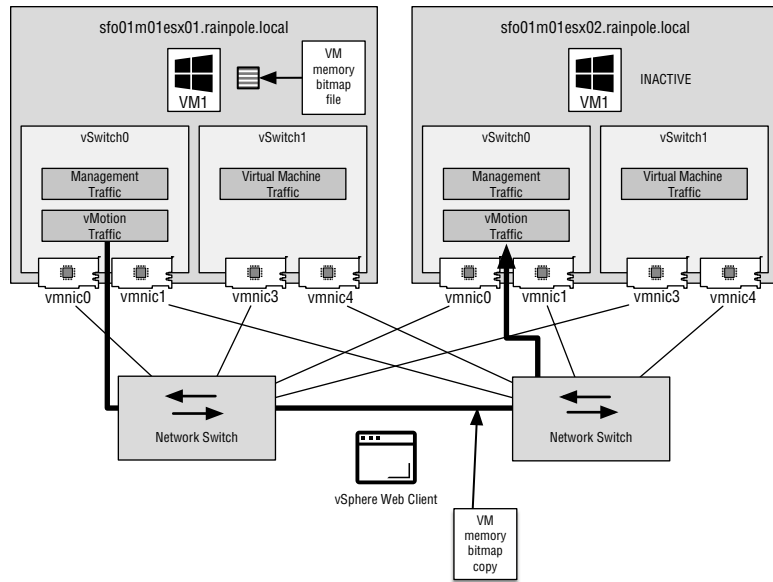 sfo01m01esx01.rainpole.local
VM1
VM
memory
bitmap
file
vSwitch0
Management
Traffic
vMotion
Traffic
vSwitch1
Virtual Machine
Traffic
vmnic0
vmnic1
vmnic3
vmnic4
sfo01m01esx02.rainpole.local
VM1
INACTIVE
vSwitch0
Management
Traffic
vMotion
Traffic
vSwitch1
Virtual Machine
Traffic
vmnic0
vmnic1
vmnic3
vmnic4
Network Switch
Network Switch
vSphere Web Client
VM
memory
bitmap
copy